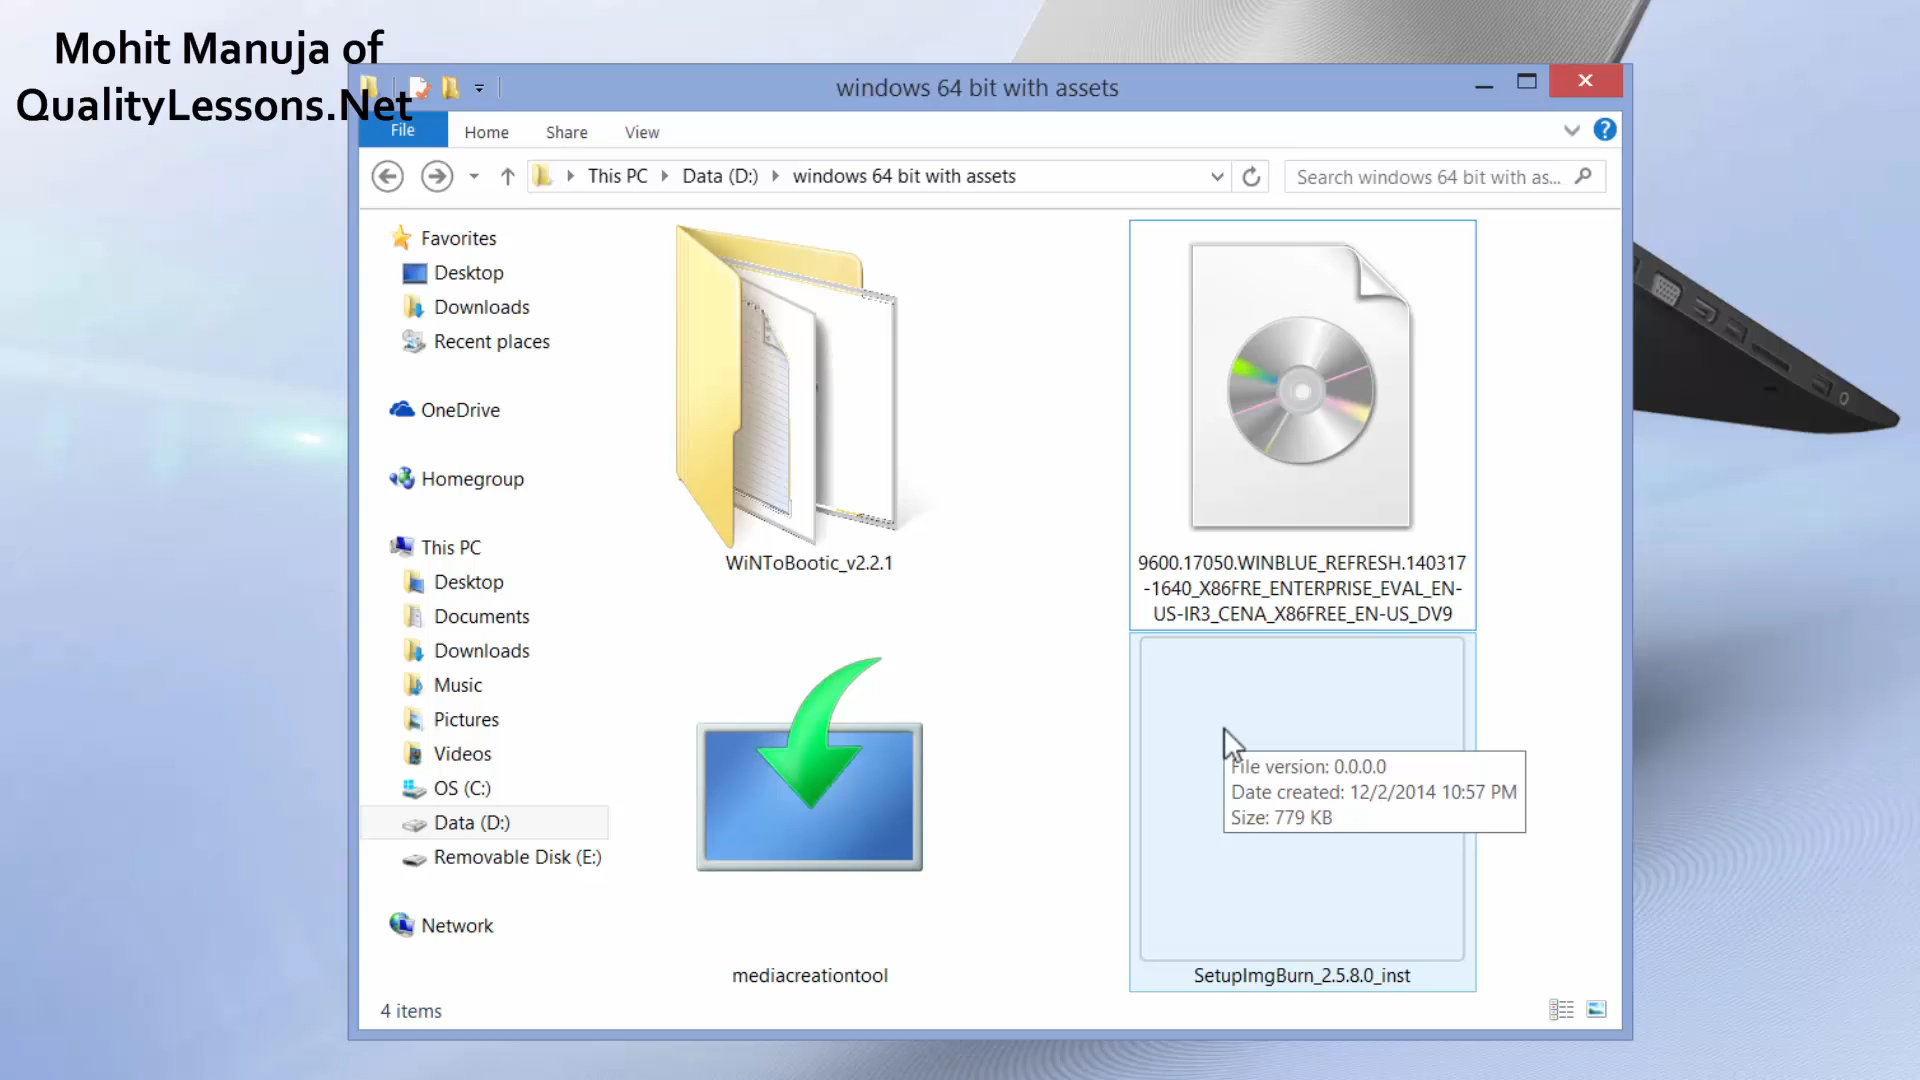 Mohit Manuja of
QualityLessons.Net
windows 64 bit with assets
File
Home
Share
View
This PC
Data (D:)
windows 64 bit with assets
Search windows 64 bit with as...
Favorites
Desktop
Downloads
Recent places
OneDrive
Homegroup
This PC
Desktop
Documents
Downloads
Music
Pictures
Videos
OS (C:)
Data (D:)
Removable Disk (E:)
Network
WiNToBootic_v2.2.1
9600.17050.WINBLUE_REFRESH.140317
-1640_X86FRE_ENTERPRISE_EVAL_EN-
US-IR3_CENA_X86FREE_EN-US_DV9
mediacreationtool
SetupImgBurn_2.5.8.0_inst
File version: 0.0.0.0
Date created: 12/2/2014 10:57 PM
Size: 779 KB
4 items